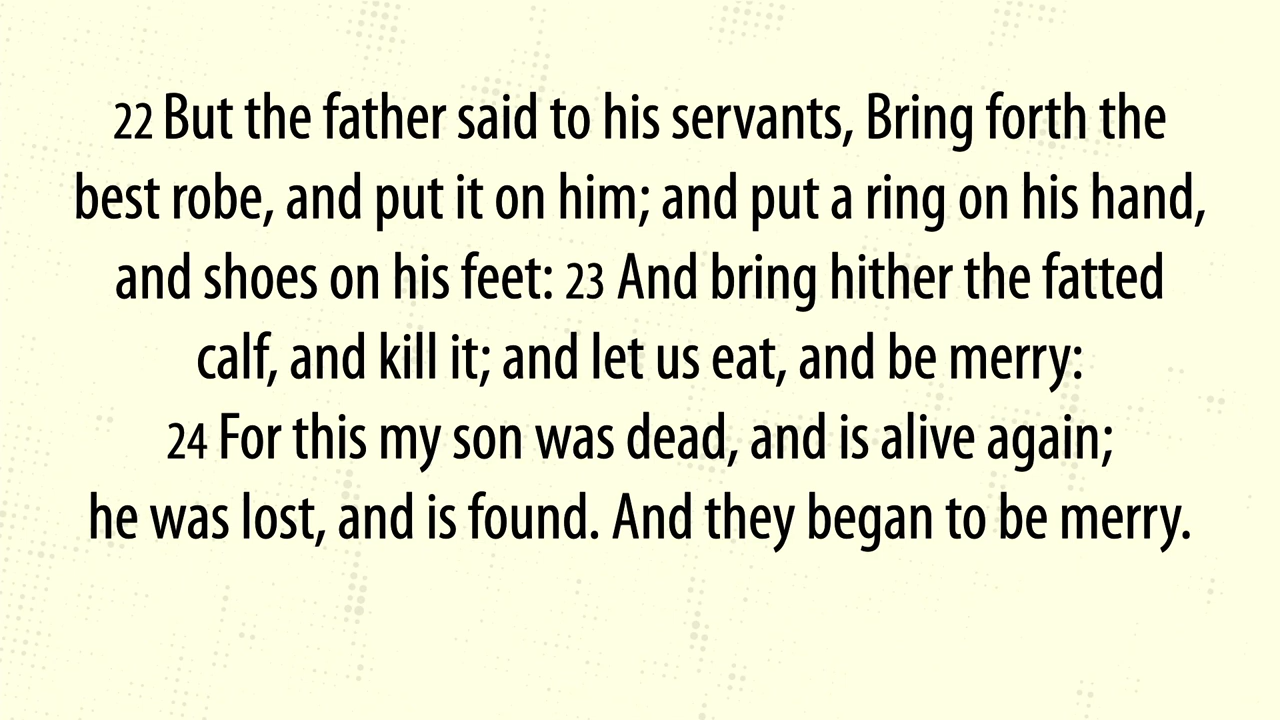 22 But the father said to his servants, Bring forth the
best robe, and put it on him; and put a ring on his hand,
and shoes on his feet: 23 And bring hither the fatted
calf, and kill it; and let us eat, and be merry:
24 For this my son was dead, and is alive again;
he was lost, and is found. And they began to be merry.